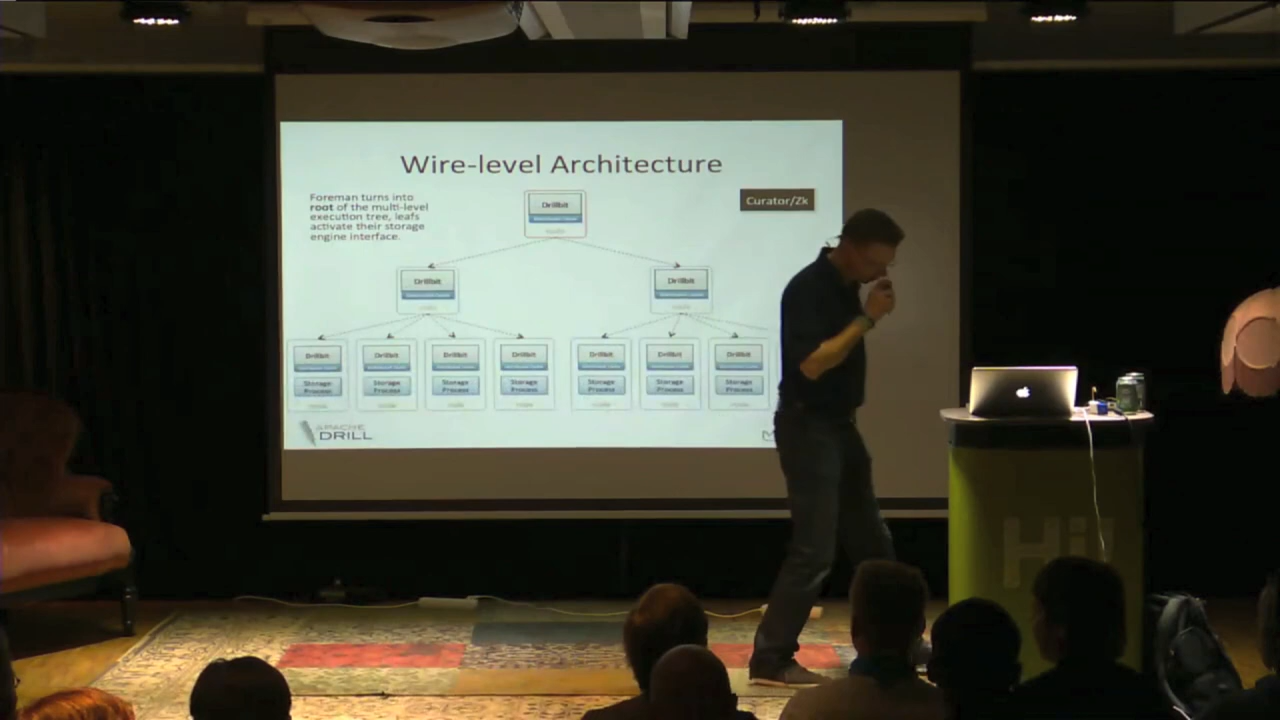 Wire-level Architecture
Foreman turns into
root of the multi-level
execution tree, leafs
activate their storage
engine interface.
Curator/Zk
Drillbit
Drillbit
Drillbit
Drillbit
Drillbit
Drillbit
Drillbit
Drillbit
Drillbit
Drillbit
Storage
Process
Storage
Process
Storage
Process
Storage
Process
Storage
Process
Storage
Process
Storage
Process
APACHE
DRILL
Hi!